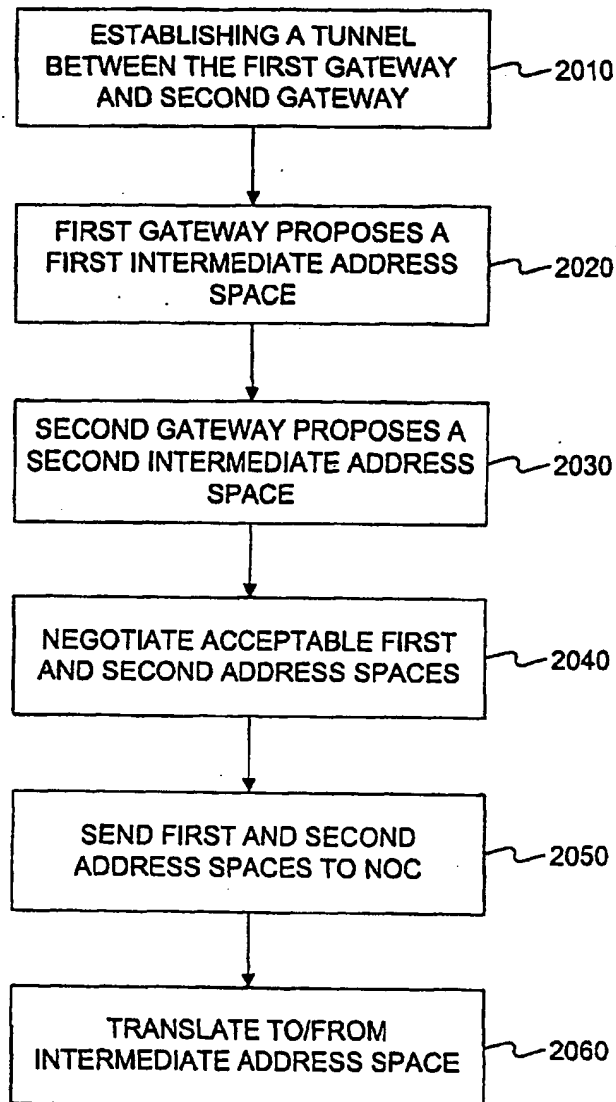 ESTABLISHING A TUNNEL
BETWEEN THE FIRST GATEWAY
AND SECOND GATEWAY
2010
FIRST GATEWAY PROPOSES A
FIRST INTERMEDIATE ADDRESS
SPACE
2020
SECOND GATEWAY PROPOSES A
SECOND INTERMEDIATE ADDRESS
SPACE
2030
NEGOTIATE ACCEPTABLE FIRST
AND SECOND ADDRESS SPACES
2040
SEND FIRST AND SECOND
ADDRESS SPACES TO NOC
2050
TRANSLATE TO/FROM
INTERMEDIATE ADDRESS SPACE
2060